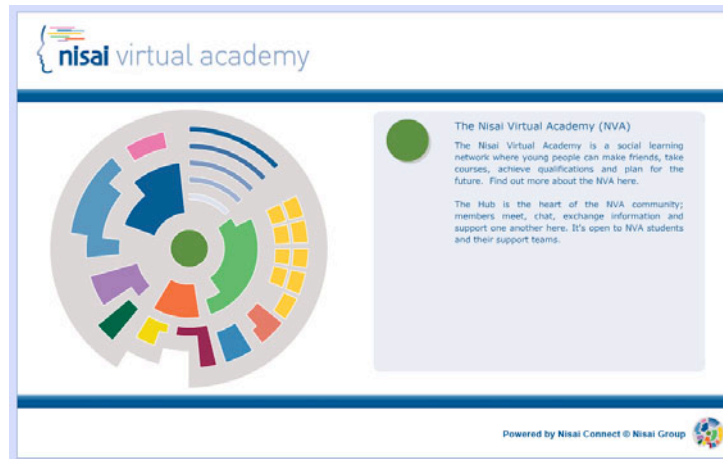 nisai virtual academy
The Nisai Virtual Academy (NVA)
The Nisai Virtual Academy is a social learning
network where young people can make friends, take
courses, achieve qualifications and plan for the
future. Find out more about the NVA here.
The Hub is the heart of the NVA community;
members meet, chat, exchange information and
support one another here. It's open to NVA students
and their support teams.
Powered by Nisai Connect © Nisai Group